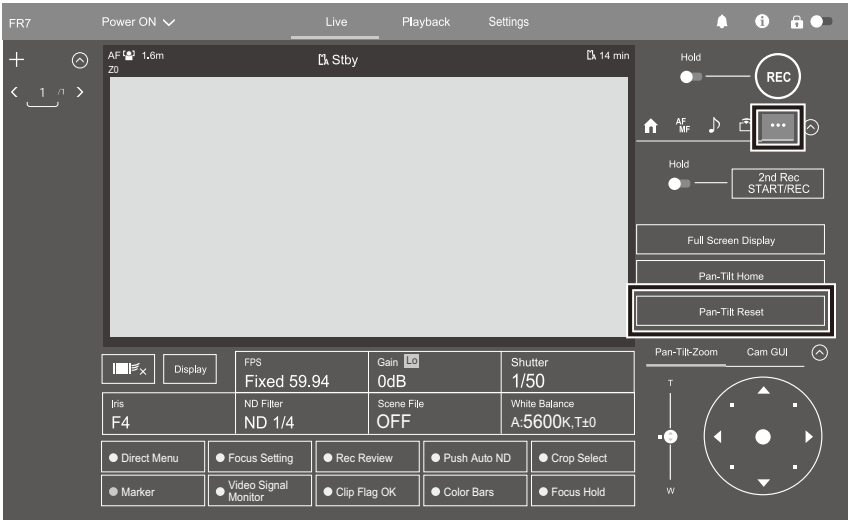 FR7
Power ON
Live
Playback
Settings
1 /1
AF 1.6m
Z0
Stby
14 min
Hold
REC
AF
MF
Hold
2nd Rec
START/REC
Full Screen Display
Pan-Tilt Home
Pan-Tilt Reset
Pan-Tilt-Zoom
Cam GUI
T
W
Display
FPS
Fixed 59.94
Gain Lo
0dB
Shutter
1/50
Iris
F4
ND Filter
ND 1/4
Scene File
OFF
White Balance
A:5600K,T±0
Direct Menu
Focus Setting
Rec Review
Push Auto ND
Crop Select
Marker
Video Signal
Monitor
Clip Flag OK
Color Bars
Focus Hold